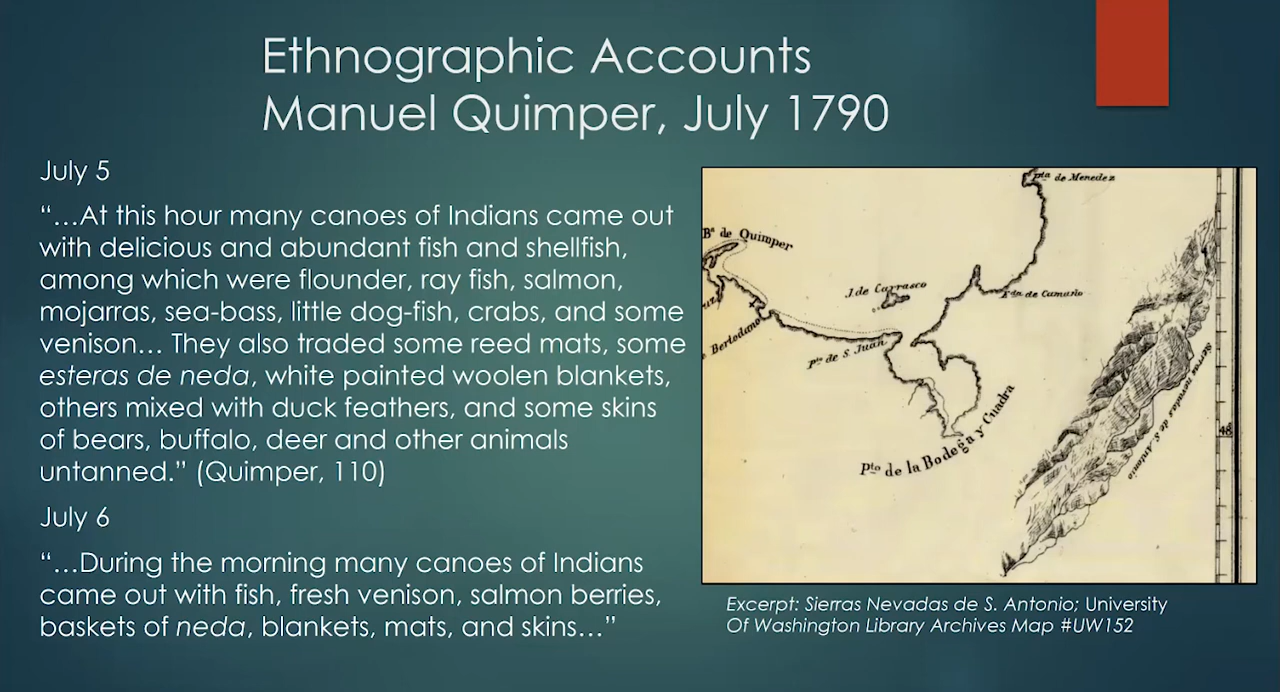 Ethnographic Accounts
Manuel Quimper, July 1790
July 5
“…At this hour many canoes of Indians came out
with delicious and abundant fish and shellfish,
among which were flounder, ray fish, salmon,
mojarras, sea-bass, little dog-fish, crabs, and some
venison… They also traded some reed mats, some
esteras de neda, white painted woolen blankets,
others mixed with duck feathers, and some skins
of bears, buffalo, deer and other animals
untanned.” (Quimper, 110)
July 6
“…During the morning many canoes of Indians
came out with fish, fresh venison, salmon berries,
baskets of neda, blankets, mats, and skins…”
pta de Menedez
Ba de Quimper
I. de Carrasco
de Camaño
Bertodano
pto de S. Juan
Pto de la Bodega y Cuadra
Sierras nevadas de S. Antonio
48
Excerpt: Sierras Nevadas de S. Antonio; University
Of Washington Library Archives Map #UW152